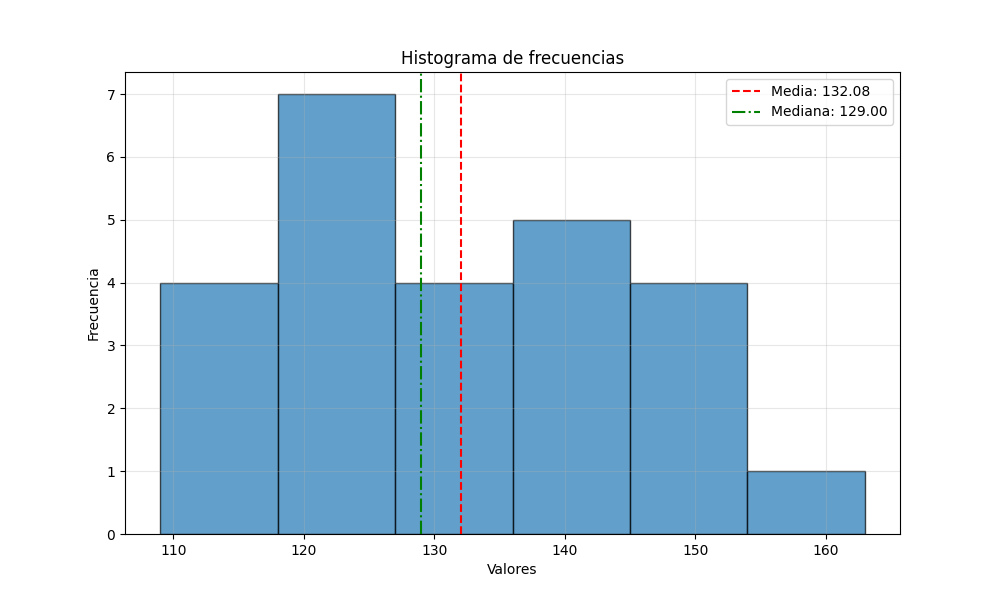 Histograma de frecuencias
Media: 132.08
Mediana: 129.00
Frecuencia
7
6
5
4
3
2
1
0
110 120 130 140 150 160
Valores